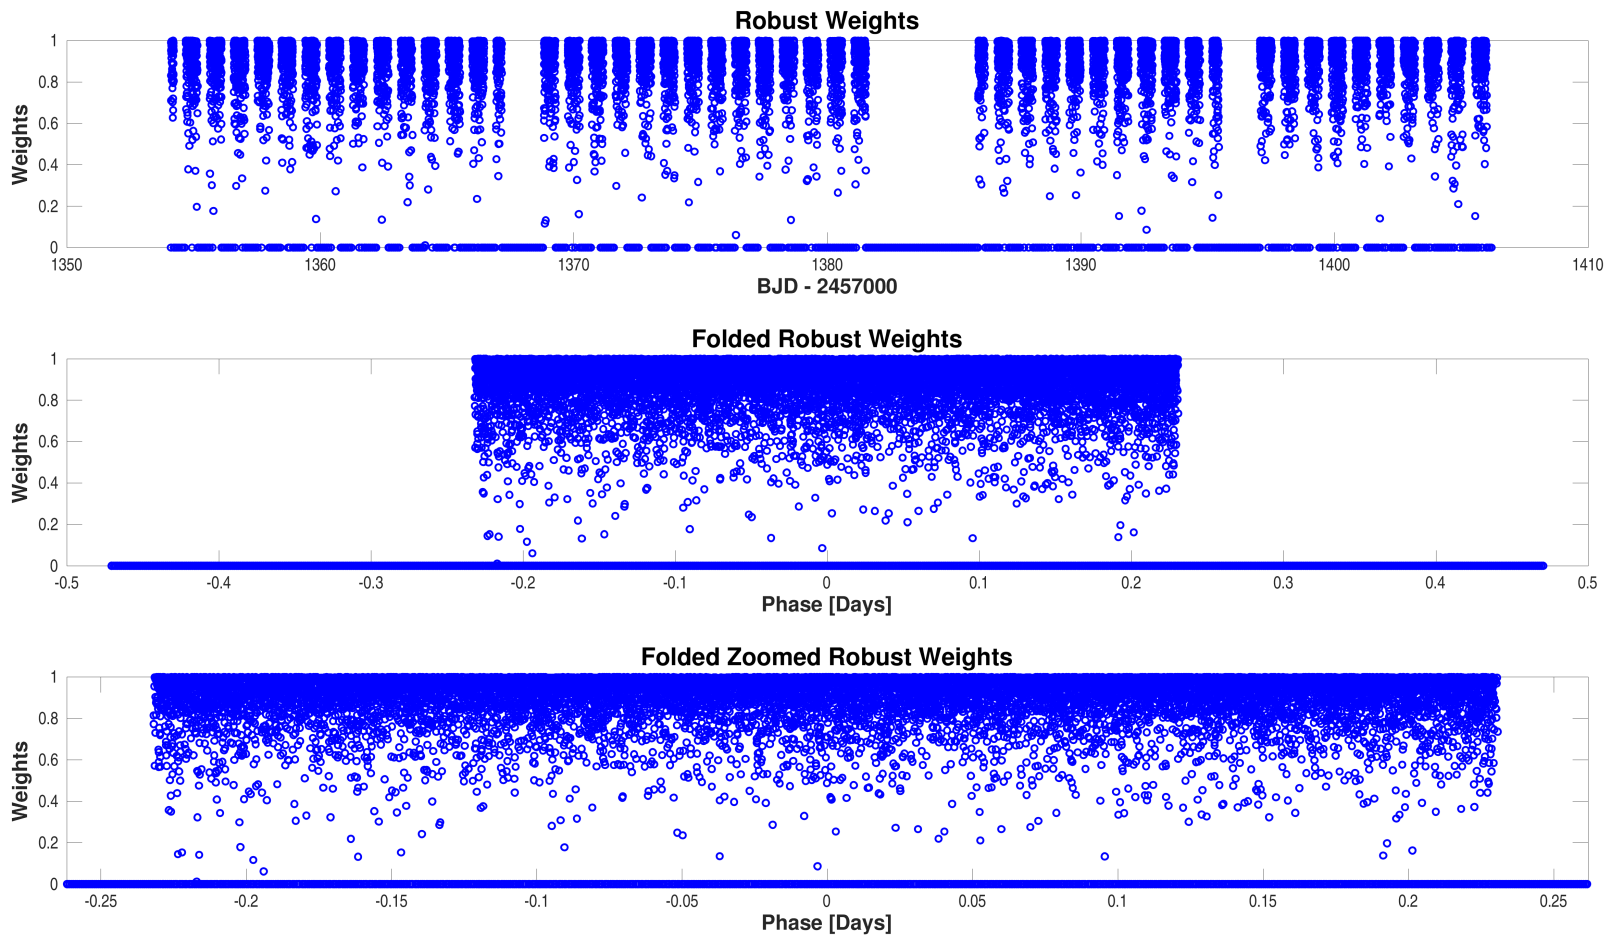 Robust Weights
1
0.8
0.6
0.4
0.2
0
Weights
1350 1360 1370 1380 1390 1400 1410
BJD - 2457000
Folded Robust Weights
1
0.8
0.6
0.4
0.2
0
Weights
-0.5 -0.4 -0.3 -0.2 -0.1 0 0.1 0.2 0.3 0.4 0.5
Phase [Days]
Folded Zoomed Robust Weights
1
0.8
0.6
0.4
0.2
0
Weights
-0.25 -0.2 -0.15 -0.1 -0.05 0 0.05 0.1 0.15 0.2 0.25
Phase [Days]